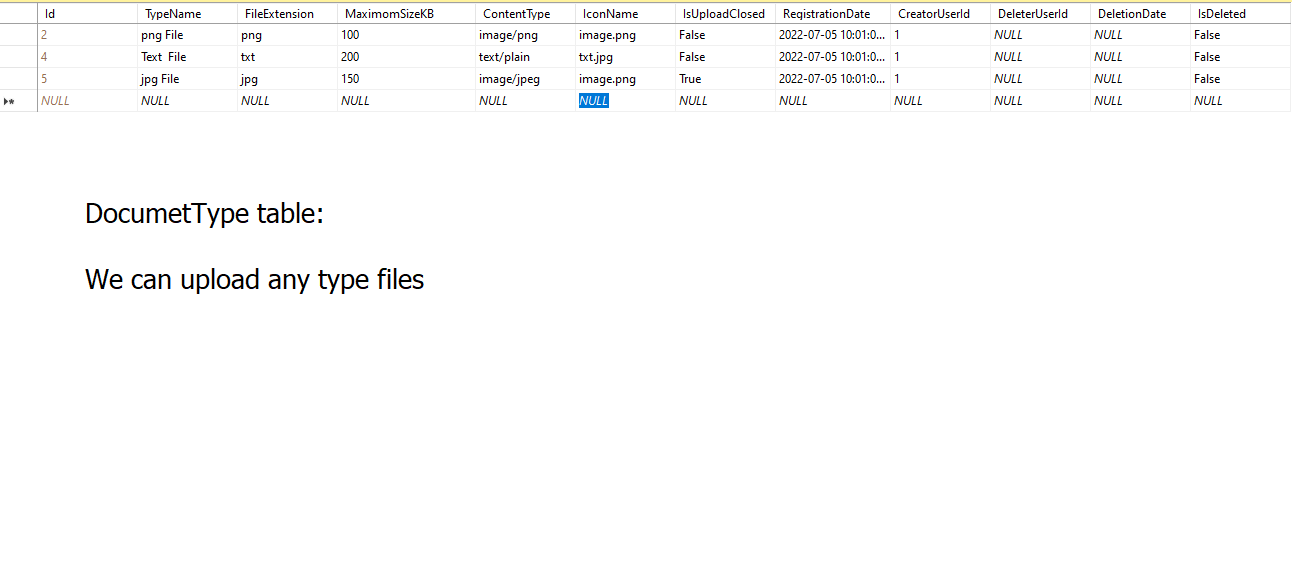 Id TypeName FileExtension MaximomSizeKB ContentType IconName IsUploadClosed RegistrationDate CreatorUserId DeleterUserId DeletionDate IsDeleted
2 png File png 100 image/png image.png False 2022-07-05 10:01:0... 1 NULL NULL False
4 Text File txt 200 text/plain txt.jpg False 2022-07-05 10:01:0... 1 NULL NULL False
5 jpg File jpg 150 image/jpeg image.png True 2022-07-05 10:01:0... 1 NULL NULL False
NULL NULL NULL NULL NULL NULL NULL NULL NULL NULL NULL NULL
DocumetType table:
We can upload any type files